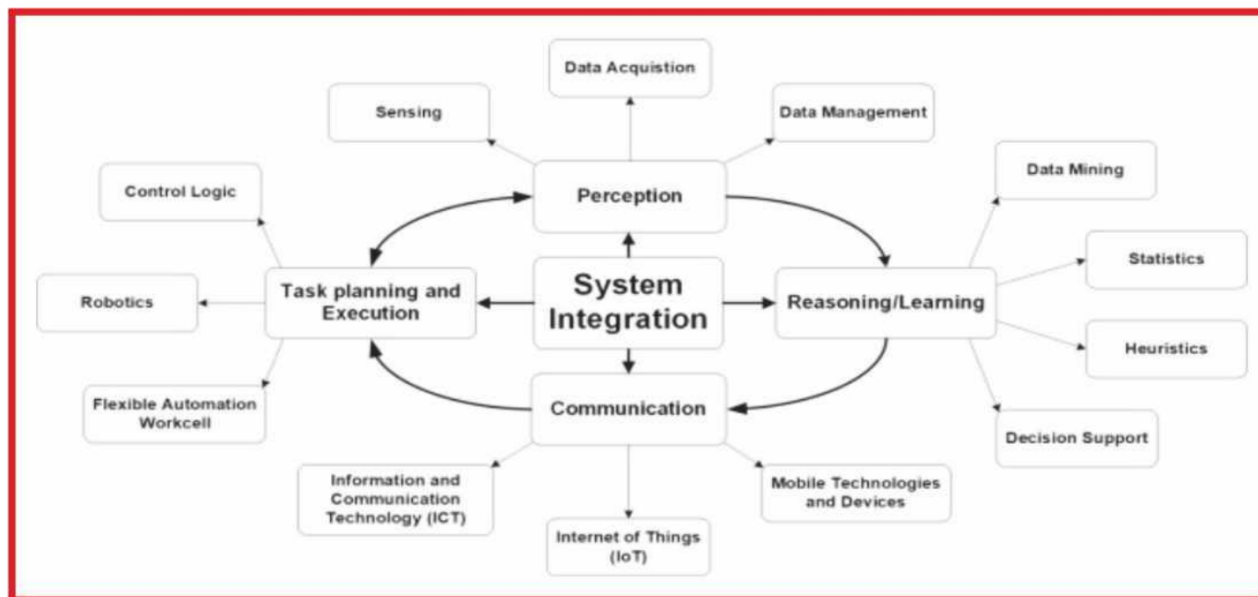 Data Acquistion
Sensing
Data Management
Data Mining
Control Logic
Perception
Statistics
Robotics
Task planning and
Execution
System
Integration
Reasoning/Learning
Heuristics
Flexible Automation
Workcell
Communication
Decision Support
Information and
Communication
Technology (ICT)
Internet of Things
(IoT)
Mobile Technologies
and Devices